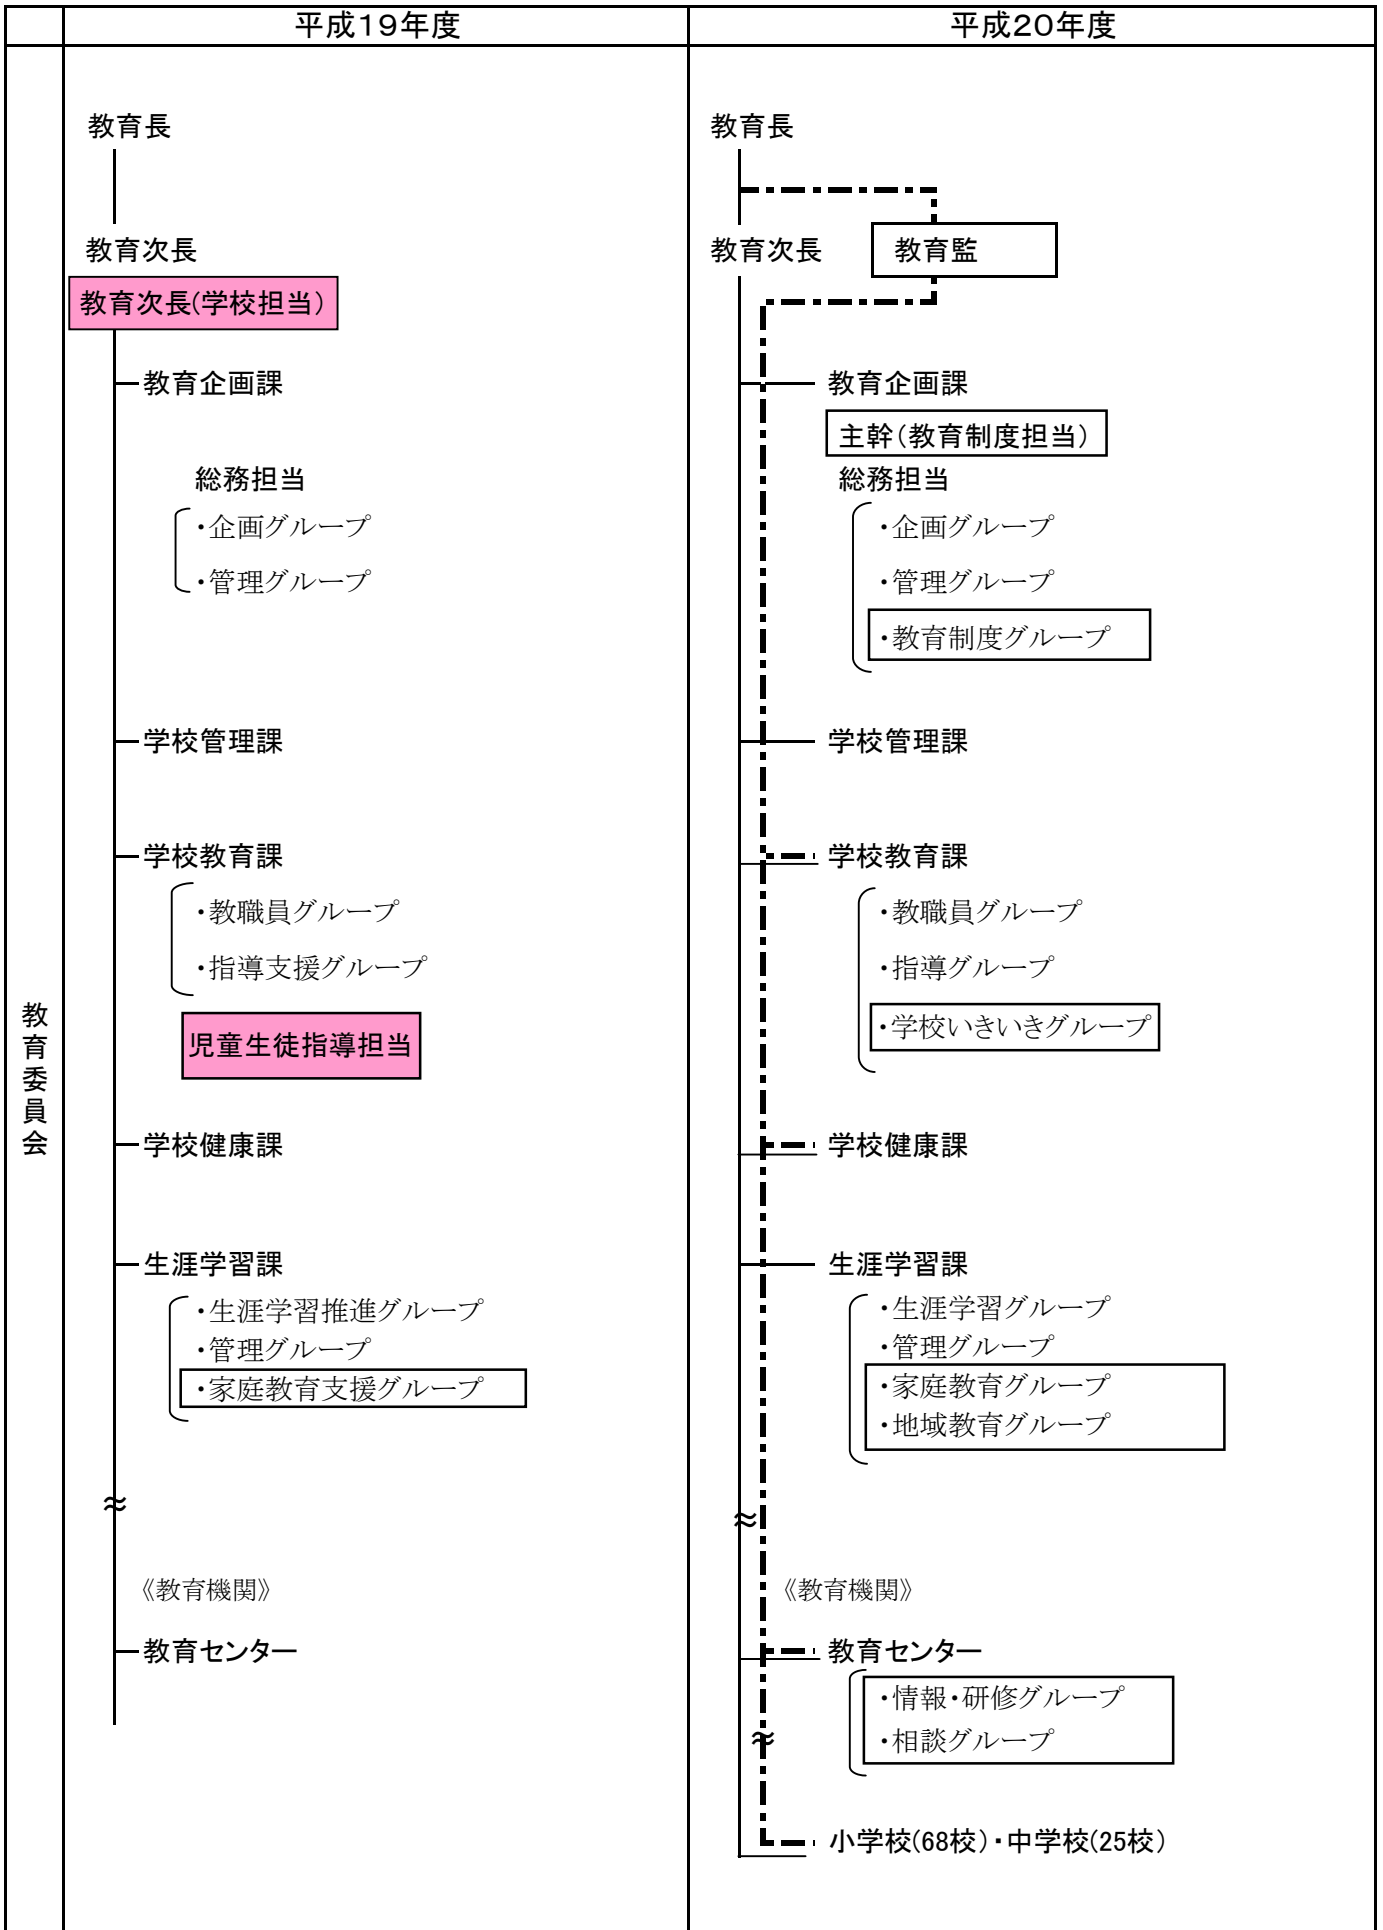 平成19年度
平成20年度
教育委員会
教育長
教育次長
教育次長(学校担当)
教育企画課
総務担当
・企画グループ
・管理グループ
学校管理課
学校教育課
・教職員グループ
・指導支援グループ
児童生徒指導担当
学校健康課
生涯学習課
・生涯学習推進グループ
・管理グループ
・家庭教育支援グループ
≈
《教育機関》
教育センター
教育長
教育次長
教育監
教育企画課
主幹(教育制度担当)
総務担当
・企画グループ
・管理グループ
・教育制度グループ
学校管理課
学校教育課
・教職員グループ
・指導グループ
・学校いきいきグループ
学校健康課
生涯学習課
・生涯学習グループ
・管理グループ
・家庭教育グループ
・地域教育グループ
≈
《教育機関》
教育センター
・情報・研修グループ
・相談グループ
≈
小学校(68校)・中学校(25校)